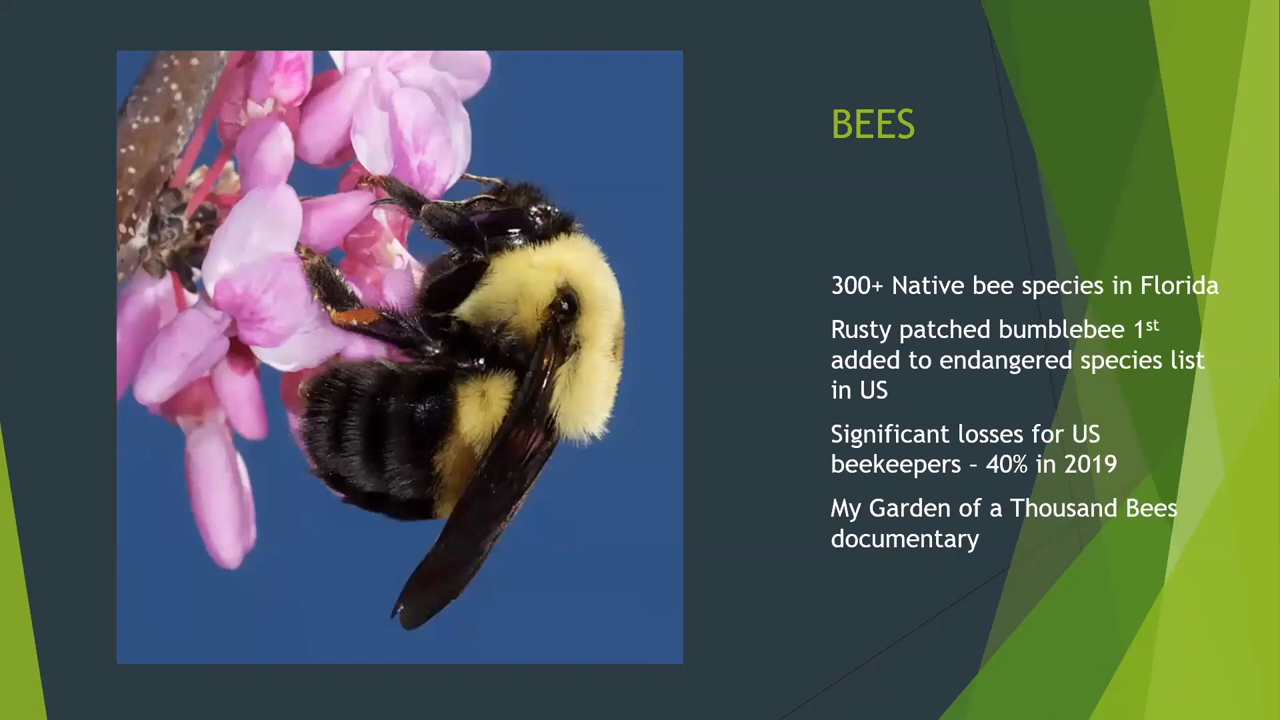 BEES
300+ Native bee species in Florida
Rusty patched bumblebee 1st
added to endangered species list
in US
Significant losses for US
beekeepers – 40% in 2019
My Garden of a Thousand Bees
documentary